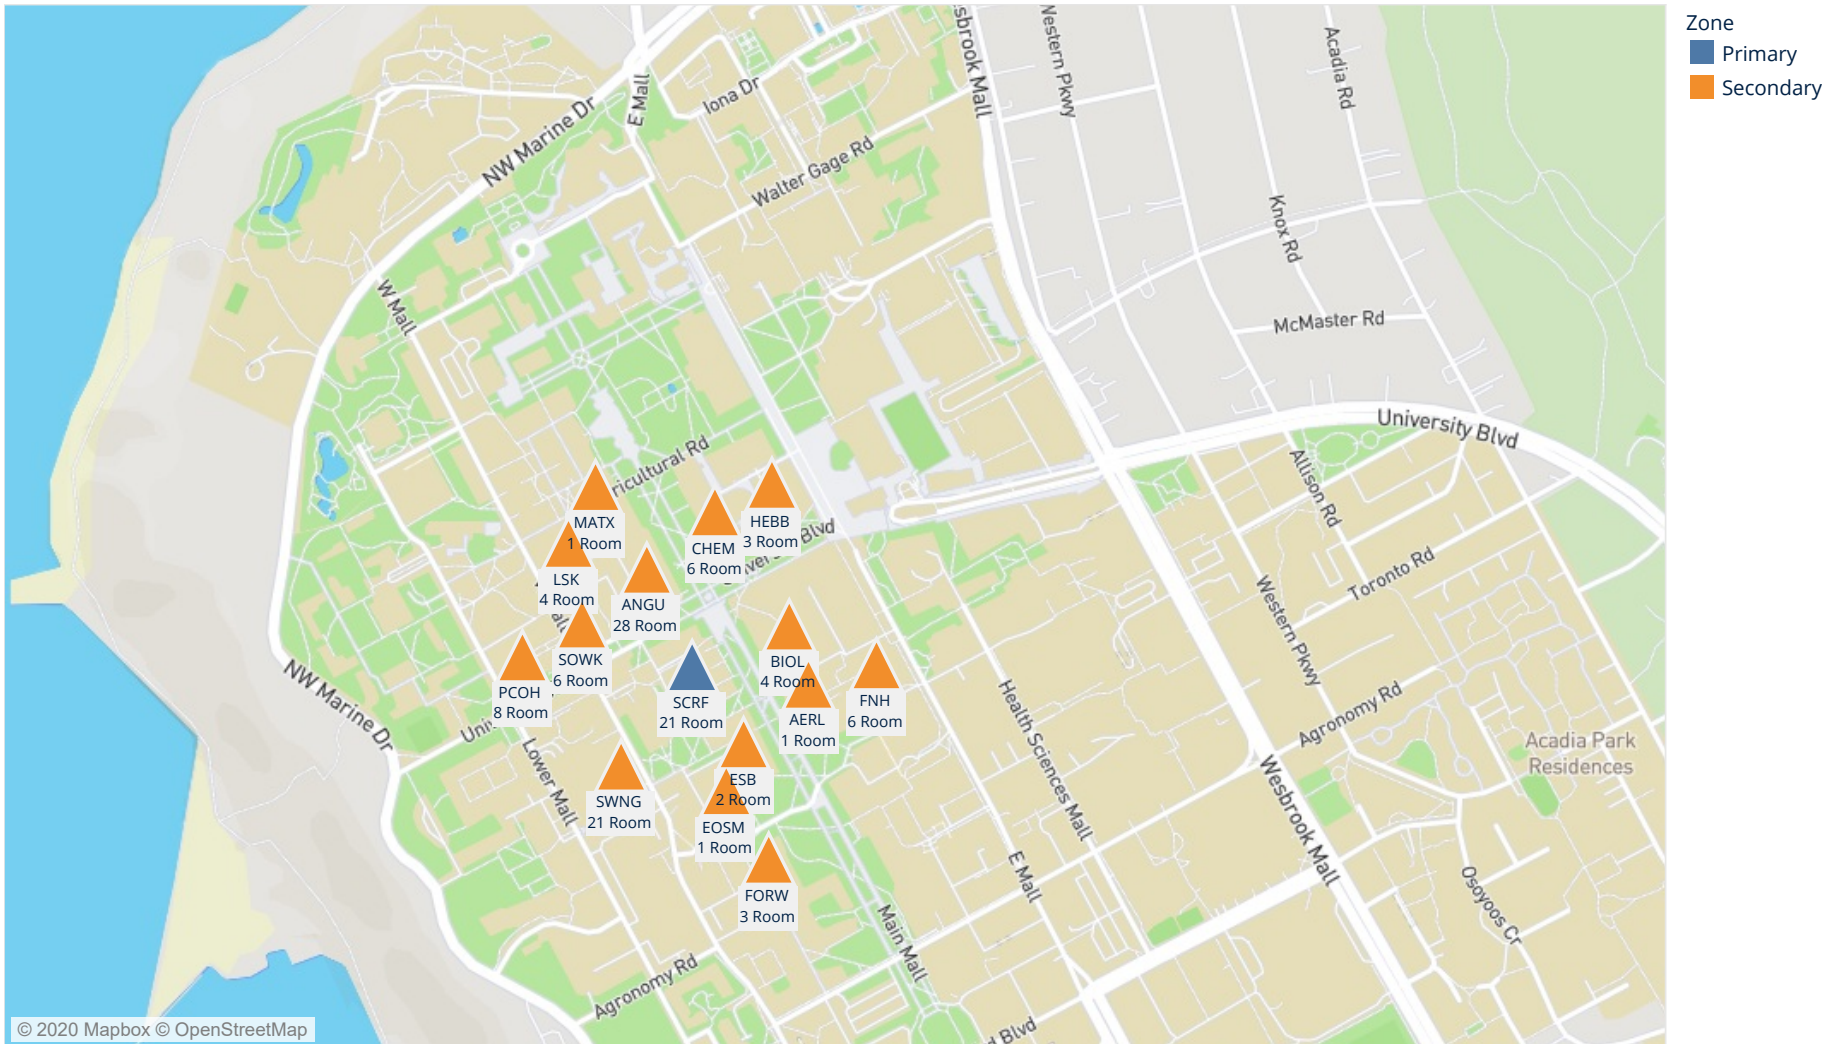 Zone
Primary
Secondary
E Mall
Iona Dr
NW Marine Dr
Walter Gage Rd
sbrook Mall
Western Pkwy
Acadia Rd
Knox Rd
McMaster Rd
W Mall
University Blvd
Allison Rd
ricultural Rd
MATX
1 Room
HEBB
3 Room
CHEM
6 Room
Blvd
LSK
4 Room
ANGU
28 Room
Toronto Rd
Western Pkwy
SOWK
6 Room
BIOL
4 Room
PCOH
8 Room
SCRF
21 Room
AERL
1 Room
FNH
6 Room
NW Marine Dr
Uni
Lower Mall
Health Sciences Mall
Agronomy Rd
Acadia Park
Residences
SWNG
21 Room
ESB
2 Room
EOSM
1 Room
Wesbrook Mall
FORW
3 Room
E Mall
Osoyoos Cr
Main Mall
Agronomy Rd
d Blvd
© 2020 Mapbox © OpenStreetMap